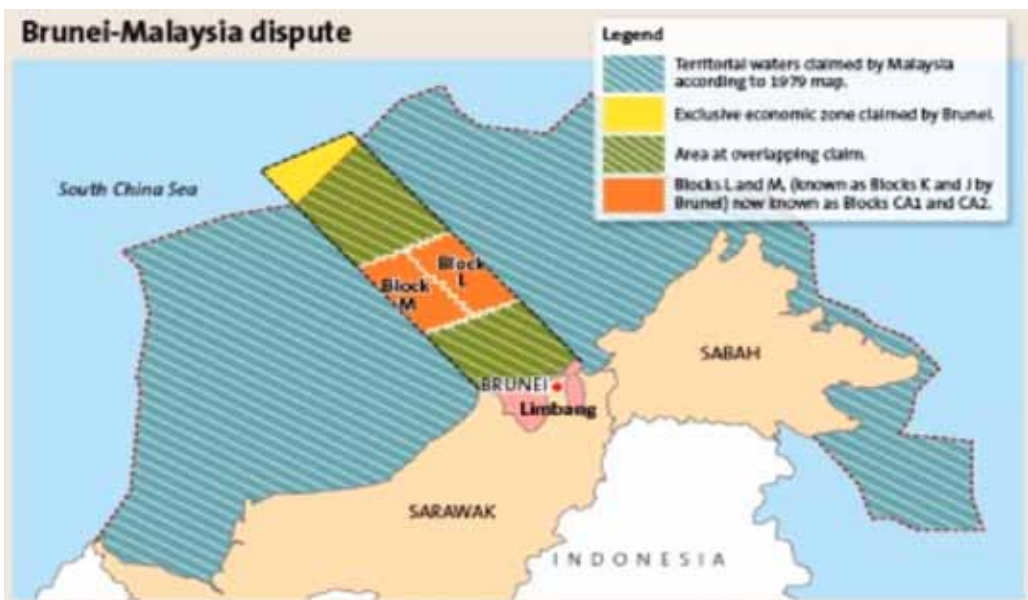 Brunei-Malaysia dispute
Legend
Territorial waters claimed by Malaysia
according to 1979 map.
Exclusive economic zone claimed by Brunei.
Area at overlapping claim.
Blocks L and M, (known as Blocks K and J by
Brunei) now known as Blocks CA1 and CA2.
South China Sea
Block
L
Block
M
SABAH
BRUNEI
Limbang
SARAWAK
INDONESIA